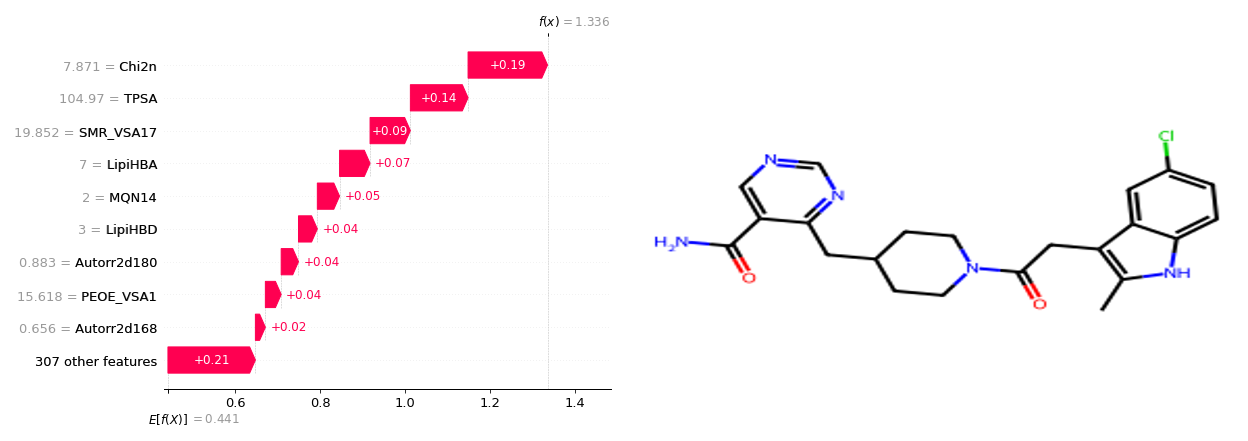 f(x) = 1.336
7.871 = Chi2n
+0.19
104.97 = TPSA
+0.14
19.852 = SMR_VSA17
+0.09
7 = LipiHBA
+0.07
2 = MQN14
+0.05
3 = LipiHBD
+0.04
0.883 = Autorr2d180
+0.04
15.618 = PEOE_VSA1
+0.04
0.656 = Autorr2d168
+0.02
307 other features
+0.21
0.6 0.8 1.0 1.2 1.4
E[f(X)] = 0.441
Cl
N
N
H₂N
O
N
O
NH